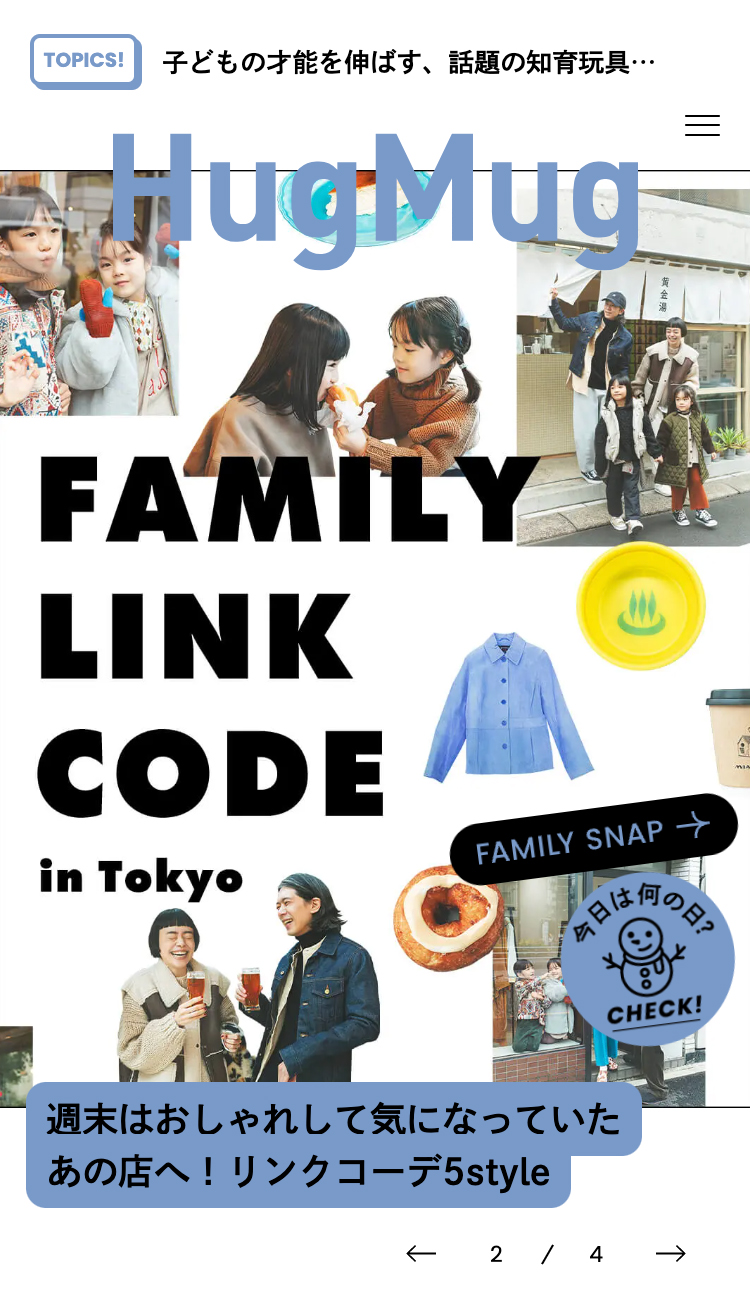 TOPICS!
子どもの才能を伸ばす、話題の知育玩具…
HugMug
黄金湯
FAMILY
LINK
CODE
in Tokyo
FAMILY SNAP
今日は何の日?
CHECK!
週末はおしゃれして気になっていた
あの店へ！リンクコーデ5style
2 / 4